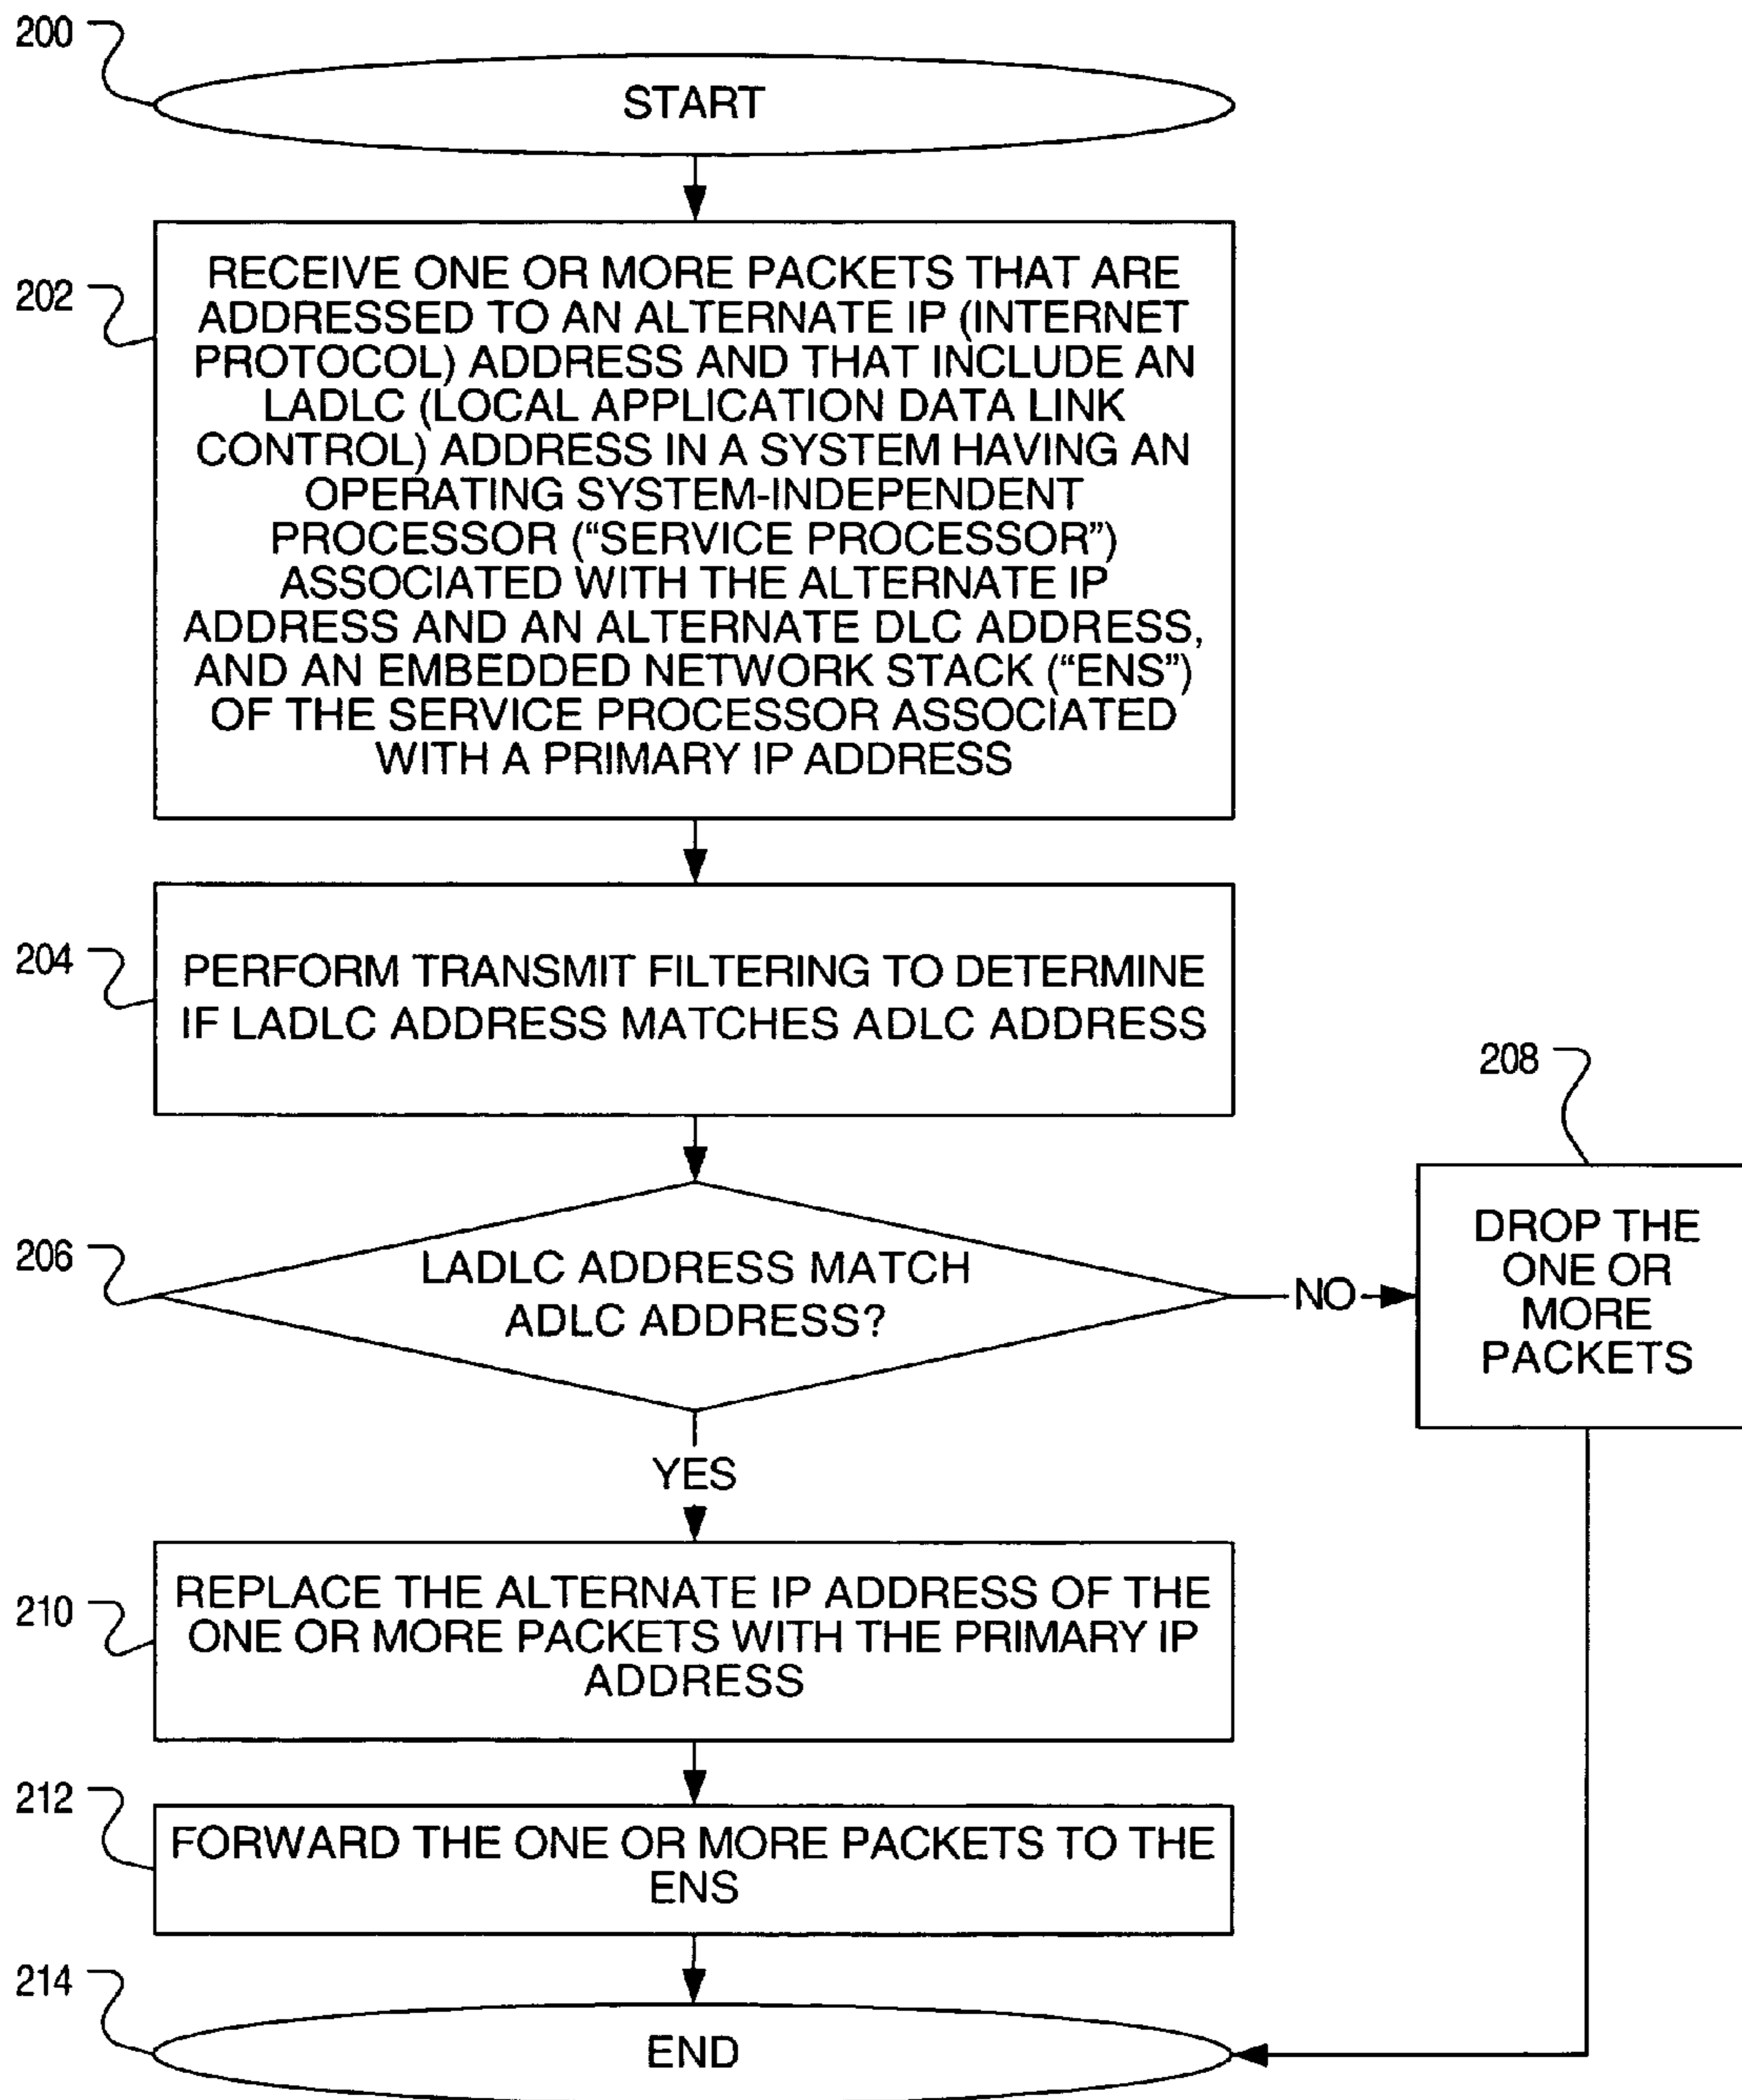 200
START
202
RECEIVE ONE OR MORE PACKETS THAT ARE
ADDRESSED TO AN ALTERNATE IP (INTERNET
PROTOCOL) ADDRESS AND THAT INCLUDE AN
LADLC (LOCAL APPLICATION DATA LINK
CONTROL) ADDRESS IN A SYSTEM HAVING AN
OPERATING SYSTEM-INDEPENDENT
PROCESSOR (“SERVICE PROCESSOR”)
ASSOCIATED WITH THE ALTERNATE IP
ADDRESS AND AN ALTERNATE DLC ADDRESS,
AND AN EMBEDDED NETWORK STACK (“ENS”)
OF THE SERVICE PROCESSOR ASSOCIATED
WITH A PRIMARY IP ADDRESS
204
PERFORM TRANSMIT FILTERING TO DETERMINE
IF LADLC ADDRESS MATCHES ADLC ADDRESS
206
LADLC ADDRESS MATCH
ADLC ADDRESS?
NO
208
DROP THE
ONE OR
MORE
PACKETS
YES
210
REPLACE THE ALTERNATE IP ADDRESS OF THE
ONE OR MORE PACKETS WITH THE PRIMARY IP
ADDRESS
212
FORWARD THE ONE OR MORE PACKETS TO THE
ENS
214
END